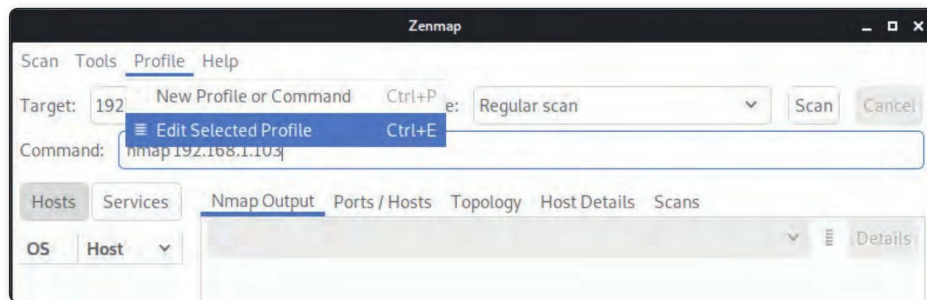 Zenmap
Scan Tools Profile Help
New Profile or Command Ctrl+P
Target: 192 e: Regular scan Scan Cancel
Edit Selected Profile Ctrl+E
Command: nmap 192.168.1.103
Hosts Services Nmap Output Ports / Hosts Topology Host Details Scans
OS Host Details